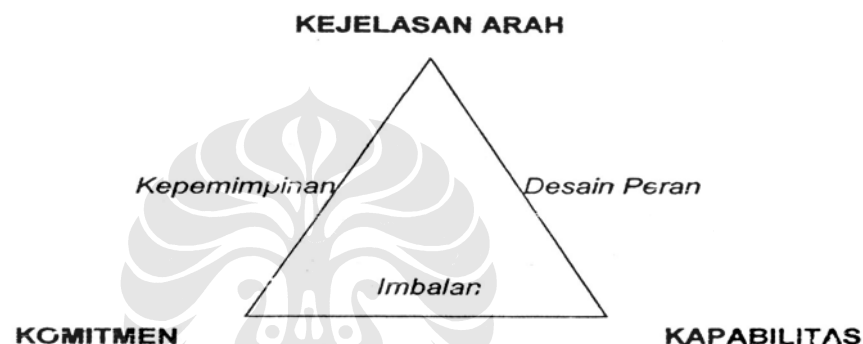 KEJELASAN ARAH
Kepemimpinan
Desain Peran
Imbalan
KOMITMEN
KAPABILITAS